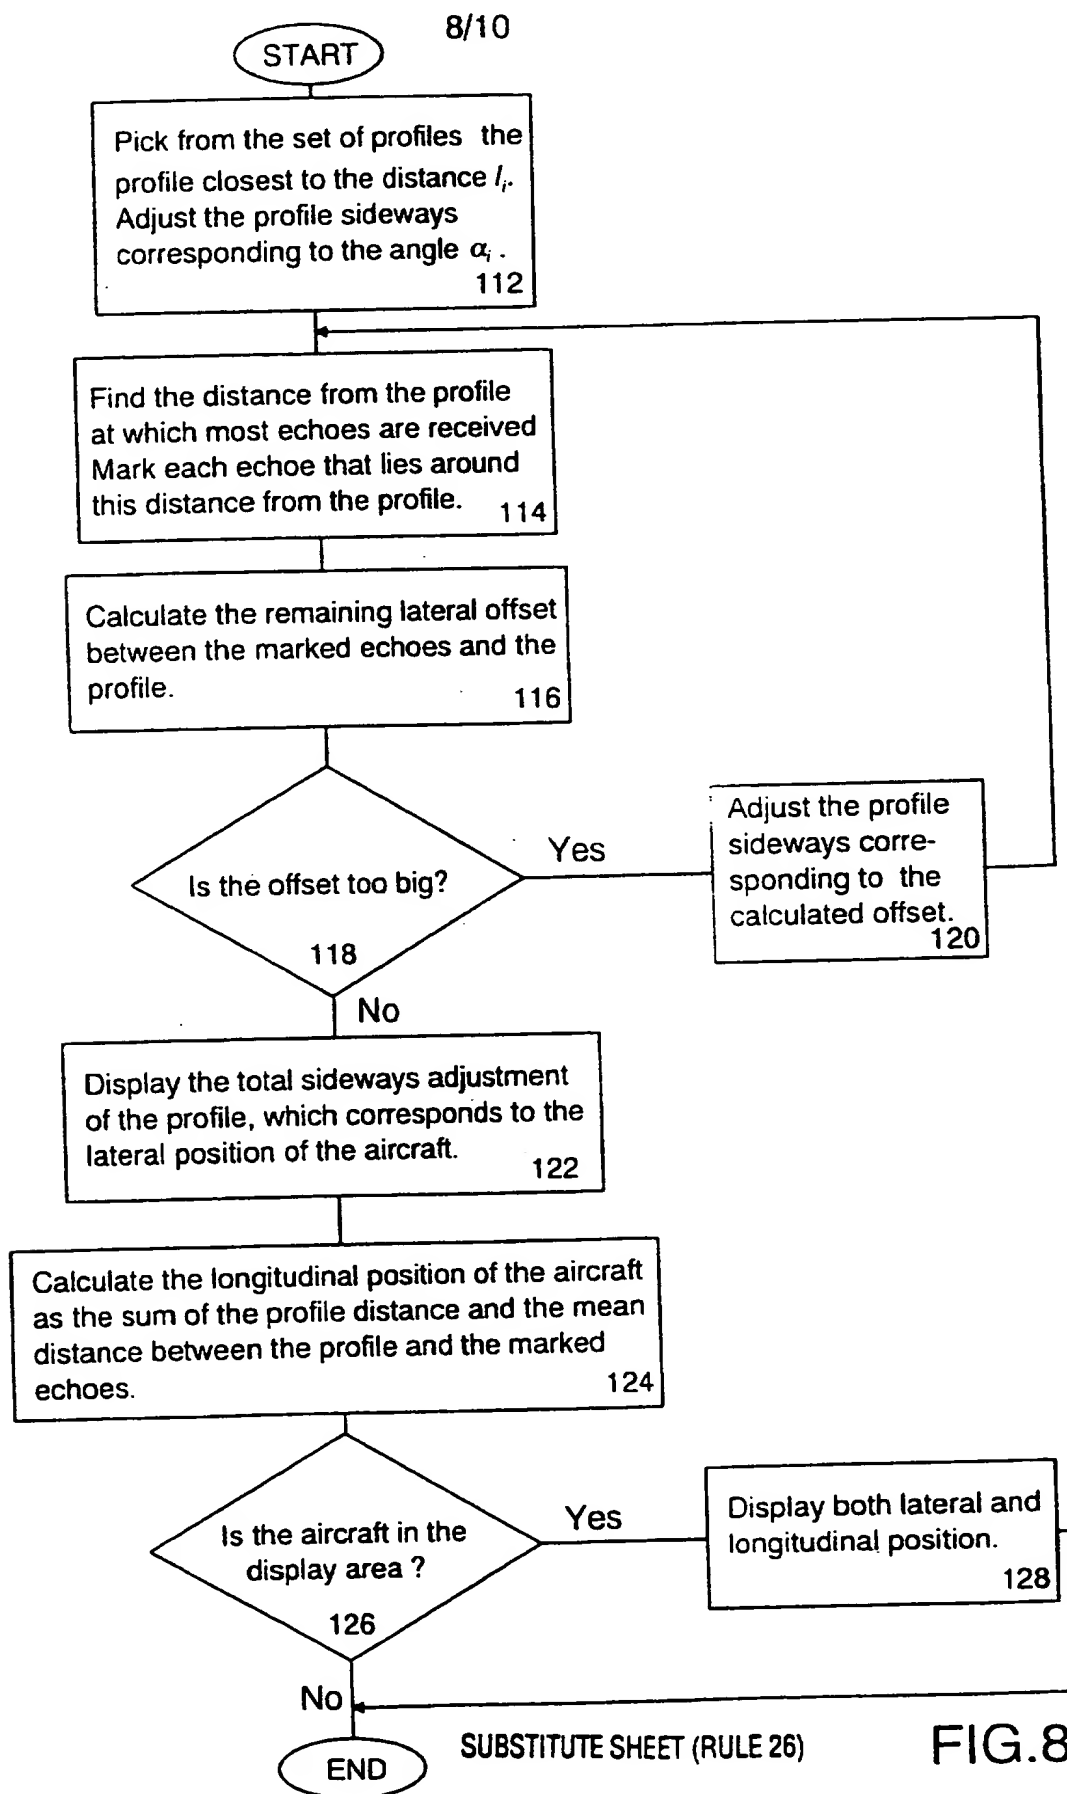 8/10
START
Pick from the set of profiles the
profile closest to the distance lᵢ.
Adjust the profile sideways
corresponding to the angle αᵢ .
112
Find the distance from the profile
at which most echoes are received
Mark each echoe that lies around
this distance from the profile.
114
Calculate the remaining lateral offset
between the marked echoes and the
profile.
116
Is the offset too big?
118
Yes
Adjust the profile
sideways corre-
sponding to the
calculated offset.
120
No
Display the total sideways adjustment
of the profile, which corresponds to the
lateral position of the aircraft.
122
Calculate the longitudinal position of the aircraft
as the sum of the profile distance and the mean
distance between the profile and the marked
echoes.
124
Is the aircraft in the
display area ?
126
Yes
Display both lateral and
longitudinal position.
128
No
END
SUBSTITUTE SHEET (RULE 26)
FIG.8